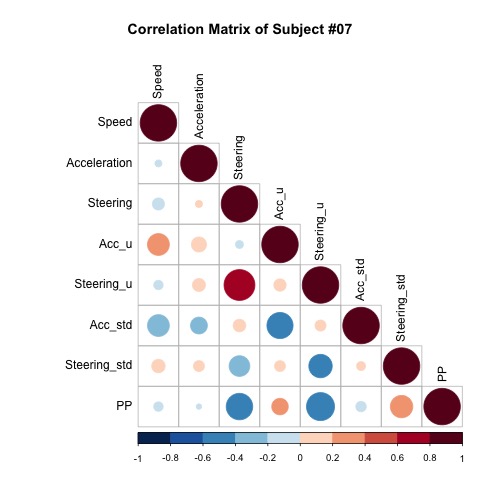 Correlation Matrix of Subject #07
Speed
Acceleration
Steering
Acc_u
Steering_u
Acc_std
Steering_std
PP
Speed
Acceleration
Steering
Acc_u
Steering_u
Acc_std
Steering_std
PP
-1 -0.8 -0.6 -0.4 -0.2 0 0.2 0.4 0.6 0.8 1